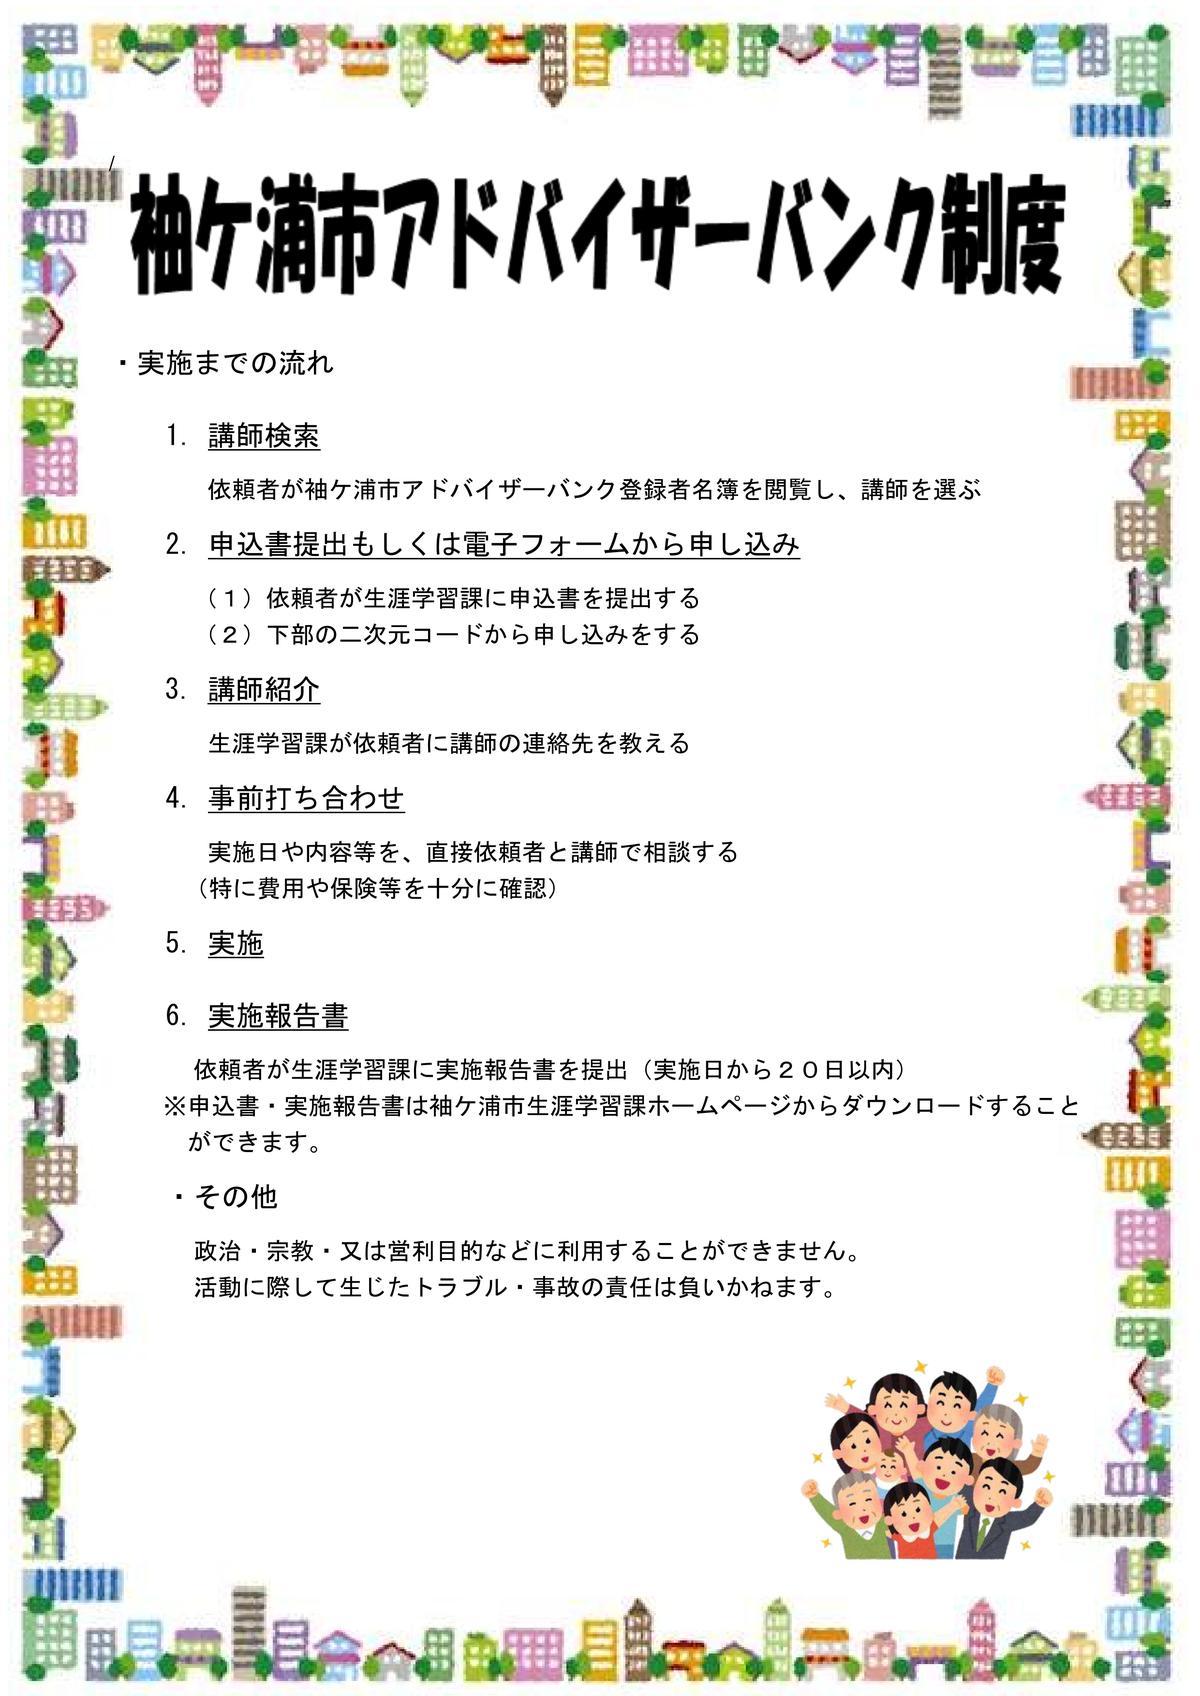 袖ケ浦市アドバイザーバンク制度
・実施までの流れ
1. 講師検索
依頼者が袖ケ浦市アドバイザーバンク登録者名簿を閲覧し、講師を選ぶ
2. 申込書提出もしくは電子フォームから申し込み
（１）依頼者が生涯学習課に申込書を提出する
（２）下部の二次元コードから申し込みをする
3. 講師紹介
生涯学習課が依頼者に講師の連絡先を教える
4. 事前打ち合わせ
実施日や内容等を、直接依頼者と講師で相談する
（特に費用や保険等を十分に確認）
5. 実施
6. 実施報告書
依頼者が生涯学習課に実施報告書を提出（実施日から２０日以内）
※申込書・実施報告書は袖ケ浦市生涯学習課ホームページからダウンロードすること
ができます。
・その他
政治・宗教・又は営利目的などに利用することができません。
活動に際して生じたトラブル・事故の責任は負いかねます。